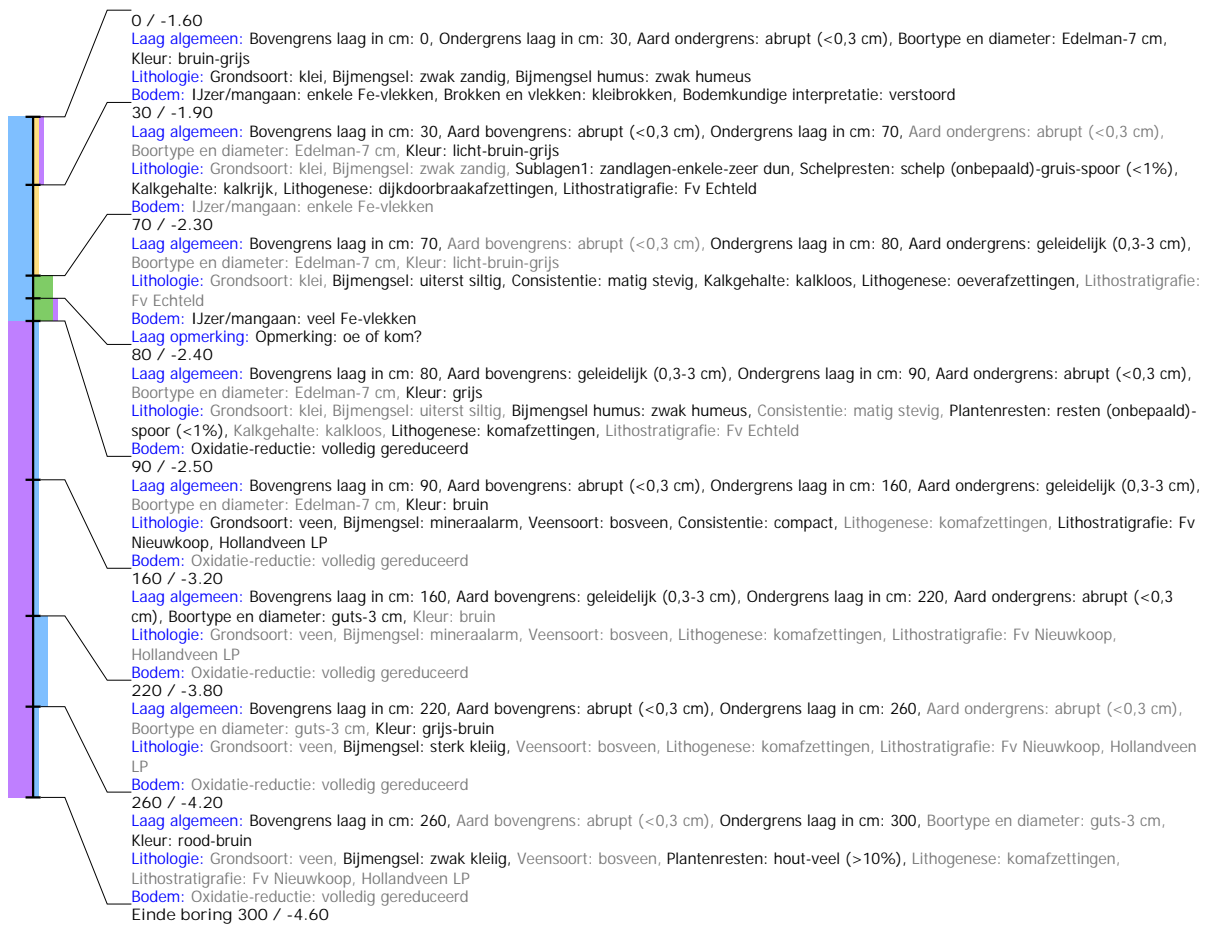 0 / -1.60
Laag algemeen: Bovengrens laag in cm: 0, Ondergrens laag in cm: 30, Aard ondergrens: abrupt (<0,3 cm), Boortype en diameter: Edelman-7 cm,
Kleur: bruin-grijs
Lithologie: Grondsoort: klei, Bijmengsel: zwak zandig, Bijmengsel humus: zwak humeus
Bodem: IJzer/mangaan: enkele Fe-vlekken, Brokken en vlekken: kleibrokken, Bodemkundige interpretatie: verstoord
30 / -1.90
Laag algemeen: Bovengrens laag in cm: 30, Aard bovengrens: abrupt (<0,3 cm), Ondergrens laag in cm: 70, Aard ondergrens: abrupt (<0,3 cm),
Boortype en diameter: Edelman-7 cm, Kleur: licht-bruin-grijs
Lithologie: Grondsoort: klei, Bijmengsel: zwak zandig, Sublagen1: zandlagen-enkele-zeer dun, Schelpresten: schelp (onbepaald)-gruis-spoor (<1%),
Kalkgehalte: kalkrijk, Lithogenese: dijkdoorbraakafzettingen, Lithostratigrafie: Fv Echteld
Bodem: IJzer/mangaan: enkele Fe-vlekken
70 / -2.30
Laag algemeen: Bovengrens laag in cm: 70, Aard bovengrens: abrupt (<0,3 cm), Ondergrens laag in cm: 80, Aard ondergrens: geleidelijk (0,3-3 cm),
Boortype en diameter: Edelman-7 cm, Kleur: licht-bruin-grijs
Lithologie: Grondsoort: klei, Bijmengsel: uiterst siltig, Consistentie: matig stevig, Kalkgehalte: kalkloos, Lithogenese: oeverafzettingen, Lithostratigrafie:
Fv Echteld
Bodem: IJzer/mangaan: veel Fe-vlekken
Laag opmerking: Opmerking: oe of kom?
80 / -2.40
Laag algemeen: Bovengrens laag in cm: 80, Aard bovengrens: geleidelijk (0,3-3 cm), Ondergrens laag in cm: 90, Aard ondergrens: abrupt (<0,3 cm),
Boortype en diameter: Edelman-7 cm, Kleur: grijs
Lithologie: Grondsoort: klei, Bijmengsel: uiterst siltig, Bijmengsel humus: zwak humeus, Consistentie: matig stevig, Plantenresten: resten (onbepaald)-
spoor (<1%), Kalkgehalte: kalkloos, Lithogenese: komafzettingen, Lithostratigrafie: Fv Echteld
Bodem: Oxidatie-reductie: volledig gereduceerd
90 / -2.50
Laag algemeen: Bovengrens laag in cm: 90, Aard bovengrens: abrupt (<0,3 cm), Ondergrens laag in cm: 160, Aard ondergrens: geleidelijk (0,3-3 cm),
Boortype en diameter: Edelman-7 cm, Kleur: bruin
Lithologie: Grondsoort: veen, Bijmengsel: mineraalarm, Veensoort: bosveen, Consistentie: compact, Lithogenese: komafzettingen, Lithostratigrafie: Fv
Nieuwkoop, Hollandveen LP
Bodem: Oxidatie-reductie: volledig gereduceerd
160 / -3.20
Laag algemeen: Bovengrens laag in cm: 160, Aard bovengrens: geleidelijk (0,3-3 cm), Ondergrens laag in cm: 220, Aard ondergrens: abrupt (<0,3
cm), Boortype en diameter: guts-3 cm, Kleur: bruin
Lithologie: Grondsoort: veen, Bijmengsel: mineraalarm, Veensoort: bosveen, Lithogenese: komafzettingen, Lithostratigrafie: Fv Nieuwkoop,
Hollandveen LP
Bodem: Oxidatie-reductie: volledig gereduceerd
220 / -3.80
Laag algemeen: Bovengrens laag in cm: 220, Aard bovengrens: abrupt (<0,3 cm), Ondergrens laag in cm: 260, Aard ondergrens: abrupt (<0,3 cm),
Boortype en diameter: guts-3 cm, Kleur: grijs-bruin
Lithologie: Grondsoort: veen, Bijmengsel: sterk kleiig, Veensoort: bosveen, Lithogenese: komafzettingen, Lithostratigrafie: Fv Nieuwkoop, Hollandveen
LP
Bodem: Oxidatie-reductie: volledig gereduceerd
260 / -4.20
Laag algemeen: Bovengrens laag in cm: 260, Aard bovengrens: abrupt (<0,3 cm), Ondergrens laag in cm: 300, Boortype en diameter: guts-3 cm,
Kleur: rood-bruin
Lithologie: Grondsoort: veen, Bijmengsel: zwak kleiig, Veensoort: bosveen, Plantenresten: hout-veel (>10%), Lithogenese: komafzettingen,
Lithostratigrafie: Fv Nieuwkoop, Hollandveen LP
Bodem: Oxidatie-reductie: volledig gereduceerd
Einde boring 300 / -4.60